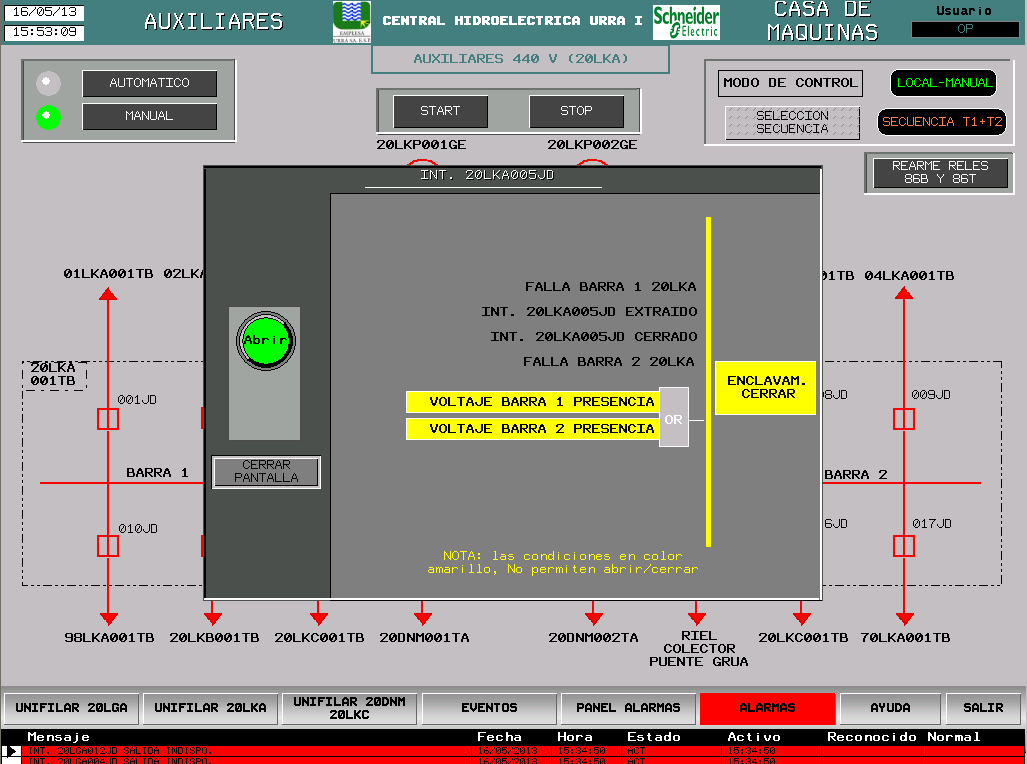 16/05/13
15:53:09
AUXILIARES
EMPRESA
URRÁ S.A. E.S.P.
CENTRAL HIDROELECTRICA URRA I
Schneider
Electric
CASA DE
MAQUINAS
Usuario
OP
AUXILIARES 440 V (20LKA)
AUTOMATICO
MANUAL
START
STOP
MODO DE CONTROL
LOCAL-MANUAL
SELECCION
SECUENCIA
SECUENCIA T1+T2
20LKP001GE
20LKP002GE
REARME RELES
86B Y 86T
INT. 20LKA005JD
01LKA001TB
02LKA
01TB
04LKA001TB
FALLA BARRA 1 20LKA
INT. 20LKA005JD EXTRAIDO
INT. 20LKA005JD CERRADO
FALLA BARRA 2 20LKA
Abrir
20LKA
001TB
ENCLAVAM.
CERRAR
001JD
VOLTAJE BARRA 1 PRESENCIA
VOLTAJE BARRA 2 PRESENCIA
OR
8JD
009JD
CERRAR
PANTALLA
BARRA 1
BARRA 2
010JD
6JD
017JD
NOTA: las condiciones en color
amarillo, No permiten abrir/cerrar
98LKA001TB
20LKB001TB
20LKC001TB
20DNM001TA
20DNM002TA
RIEL
COLECTOR
PUENTE GRUA
20LKC001TB
70LKA001TB
UNIFILAR 20LGA
UNIFILAR 20LKA
UNIFILAR 20DNM
20LKC
EVENTOS
PANEL ALARMAS
ALARMAS
AYUDA
SALIR
Mensaje Fecha Hora Estado Activo Reconocido Normal
INT. 20LGA012JD SALIDA INDISPO. 16/05/2013 15:34:50 ACT 15:34:50
INT. 20LGA004JD SALIDA INDISPO. 16/05/2013 15:34:50 ACT 15:34:50